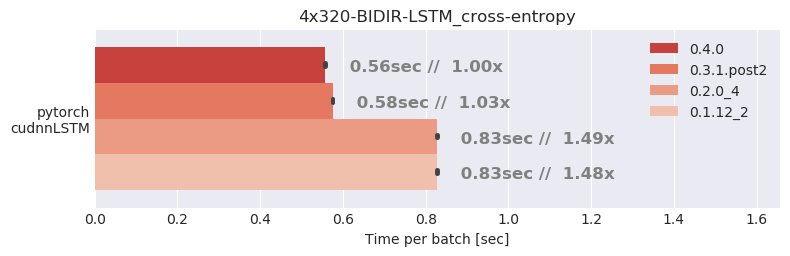 4x320-BIDIR-LSTM_cross-entropy
0.56sec // 1.00x
0.58sec // 1.03x
0.83sec // 1.49x
0.83sec // 1.48x
0.4.0
0.3.1.post2
0.2.0_4
0.1.12_2
pytorch
cudnnLSTM
0.0 0.2 0.4 0.6 0.8 1.0 1.2 1.4 1.6
Time per batch [sec]